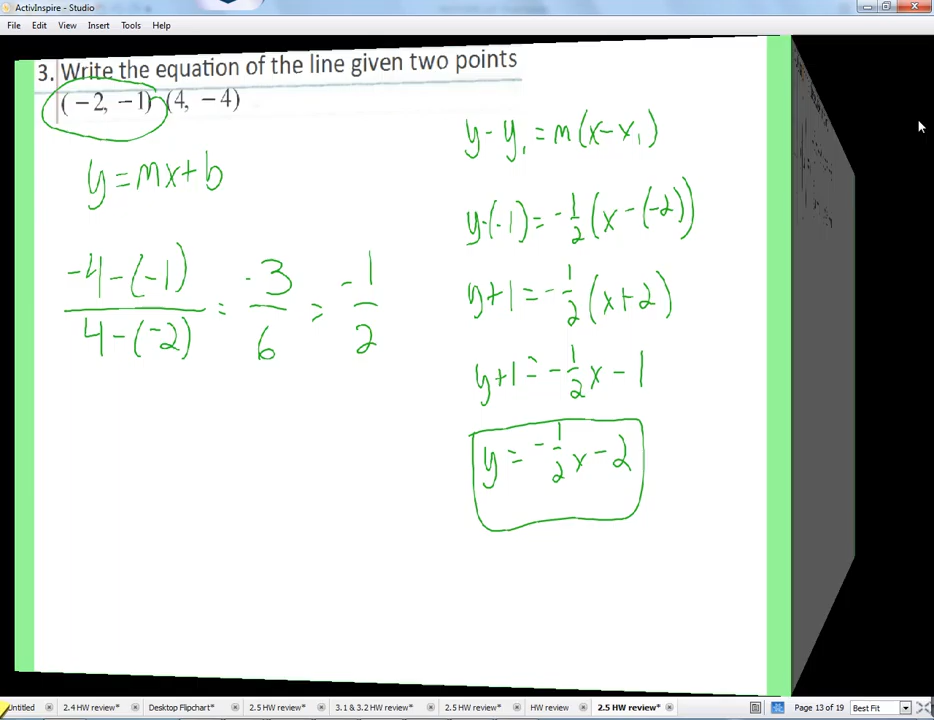 ActivInspire - Studio
File Edit View Insert Tools Help
3. Write the equation of the line given two points
(-2, -1) (4, -4)
y = mx + b
-4-(-1) / 4-(-2) = -3/6 = -1/2
y - y₁ = m(x - x₁)
y-(-1) = -1/2 (x - (-2))
y+1 = -1/2 (x+2)
y+1 = -1/2 x - 1
y = -1/2 x - 2
Untitled 2.4 HW review* Desktop Flipchart* 2.5 HW review* 3.1 & 3.2 HW review* 2.5 HW review* HW review 2.5 HW review* Page 13 of 19 Best Fit